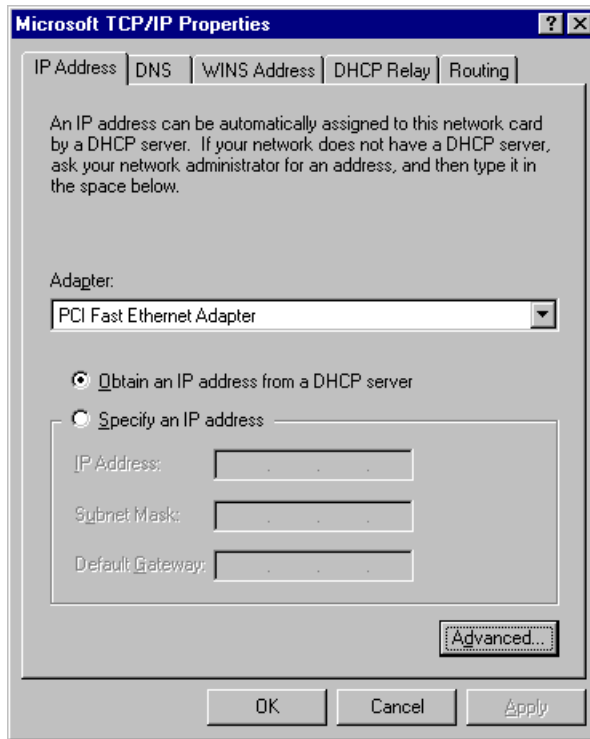 Microsoft TCP/IP Properties
IP Address DNS WINS Address DHCP Relay Routing
An IP address can be automatically assigned to this network card
by a DHCP server. If your network does not have a DHCP server,
ask your network administrator for an address, and then type it in
the space below.
Adapter:
PCI Fast Ethernet Adapter
Obtain an IP address from a DHCP server
Specify an IP address
IP Address:
Subnet Mask:
Default Gateway:
Advanced...
OK Cancel Apply